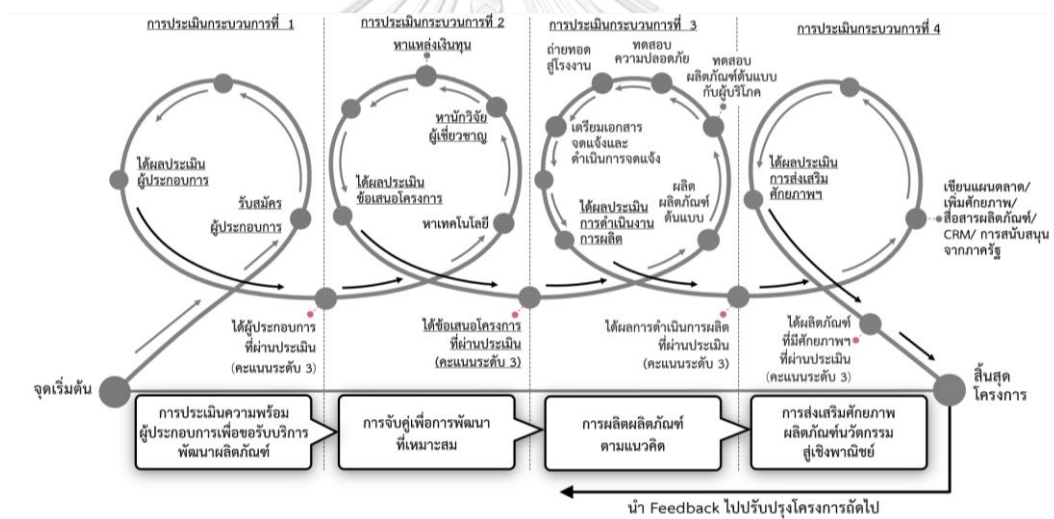 การประเมินกระบวนการที่ 1
การประเมินกระบวนการที่ 2
การประเมินกระบวนการที่ 3
การประเมินกระบวนการที่ 4
ได้ผลประเมิน
ผู้ประกอบการ
รับสมัคร
ผู้ประกอบการ
หาแหล่งเงินทุน
หานักวิจัย
ผู้เชี่ยวชาญ
ได้ผลประเมิน
ข้อเสนอโครงการ
หาเทคโนโลยี
ถ่ายทอด
สู่โรงงาน
ทดสอบ
ความปลอดภัย
ทดสอบ
ผลิตภัณฑ์ต้นแบบ
กับผู้บริโภค
เตรียมเอกสาร
จดแจ้งและ
ดำเนินการจดแจ้ง
ได้ผลประเมิน
การดำเนินงาน
การผลิต
ผลิต
ผลิตภัณฑ์
ต้นแบบ
ได้ผลประเมิน
การส่งเสริม
ศักยภาพฯ
เขียนแผนตลาด/
เพิ่มศักยภาพ/
สื่อสารผลิตภัณฑ์/
CRM/ การสนับสนุน
จากภาครัฐ
ได้ผู้ประกอบการ
ที่ผ่านประเมิน
(คะแนนระดับ 3)
ได้ข้อเสนอโครงการ
ที่ผ่านประเมิน
(คะแนนระดับ 3)
ได้ผลการดำเนินการผลิต
ที่ผ่านประเมิน
(คะแนนระดับ 3)
ได้ผลิตภัณฑ์
ที่มีศักยภาพฯ
ที่ผ่านประเมิน
(คะแนนระดับ 3)
จุดเริ่มต้น
สิ้นสุด
โครงการ
การประเมินความพร้อม
ผู้ประกอบการเพื่อขอรับบริการ
พัฒนาผลิตภัณฑ์
การจับคู่เพื่อการพัฒนา
ที่เหมาะสม
การผลิตผลิตภัณฑ์
ตามแนวคิด
การส่งเสริมศักยภาพ
ผลิตภัณฑ์นวัตกรรม
สู่เชิงพาณิชย์
นำ Feedback ไปปรับปรุงโครงการถัดไป